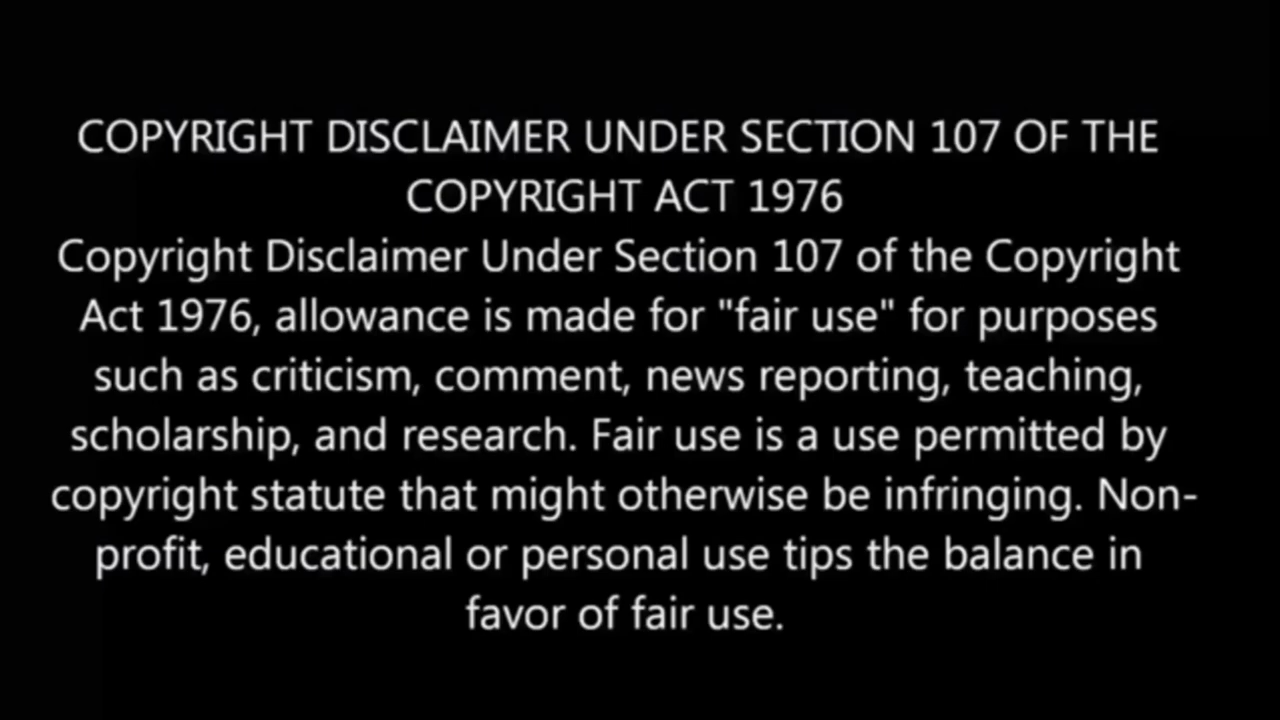 COPYRIGHT DISCLAIMER UNDER SECTION 107 OF THE
COPYRIGHT ACT 1976
Copyright Disclaimer Under Section 107 of the Copyright
Act 1976, allowance is made for "fair use" for purposes
such as criticism, comment, news reporting, teaching,
scholarship, and research. Fair use is a use permitted by
copyright statute that might otherwise be infringing. Non-
profit, educational or personal use tips the balance in
favor of fair use.